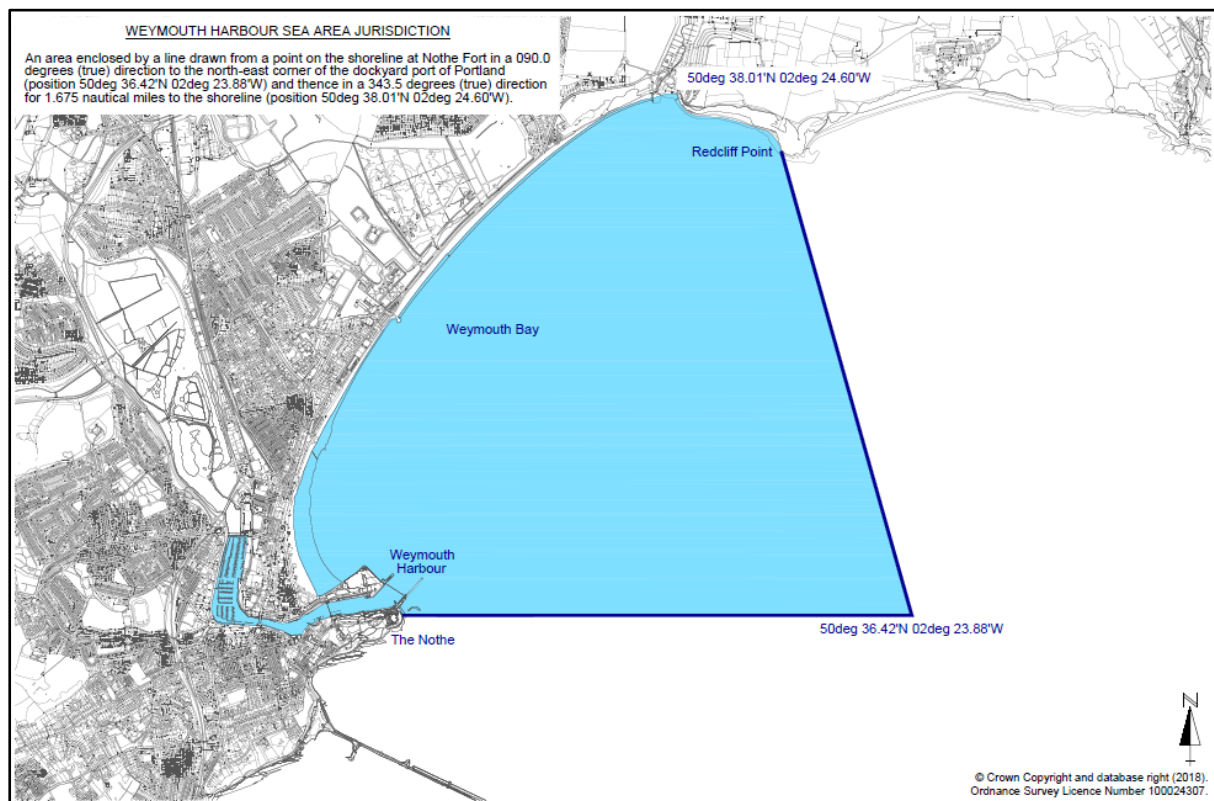 WEYMOUTH HARBOUR SEA AREA JURISDICTION
An area enclosed by a line drawn from a point on the shoreline at Nothe Fort in a 090.0
degrees (true) direction to the north-east corner of the dockyard port of Portland
(position 50deg 36.42'N 02deg 23.88'W) and thence in a 343.5 degrees (true) direction
for 1.675 nautical miles to the shoreline (position 50deg 38.01'N 02deg 24.60'W).
50deg 38.01'N 02deg 24.60'W
Redcliff Point
Weymouth Bay
Weymouth
Harbour
The Nothe
50deg 36.42'N 02deg 23.88'W
N
© Crown Copyright and database right (2018).
Ordnance Survey Licence Number 100024307.